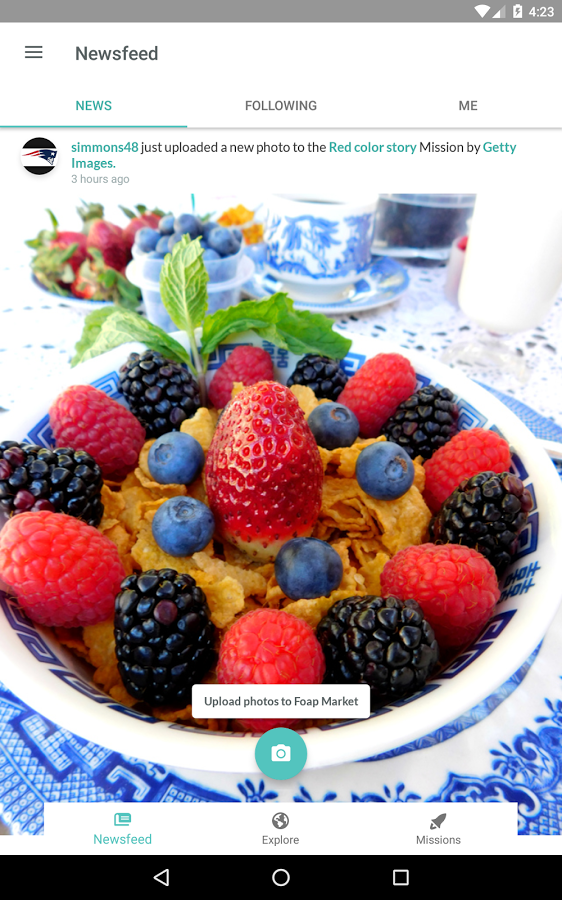 4:23
Newsfeed
NEWS FOLLOWING ME
simmons48 just uploaded a new photo to the Red color story Mission by Getty
Images.
3 hours ago
Upload photos to Foap Market
Newsfeed Explore Missions